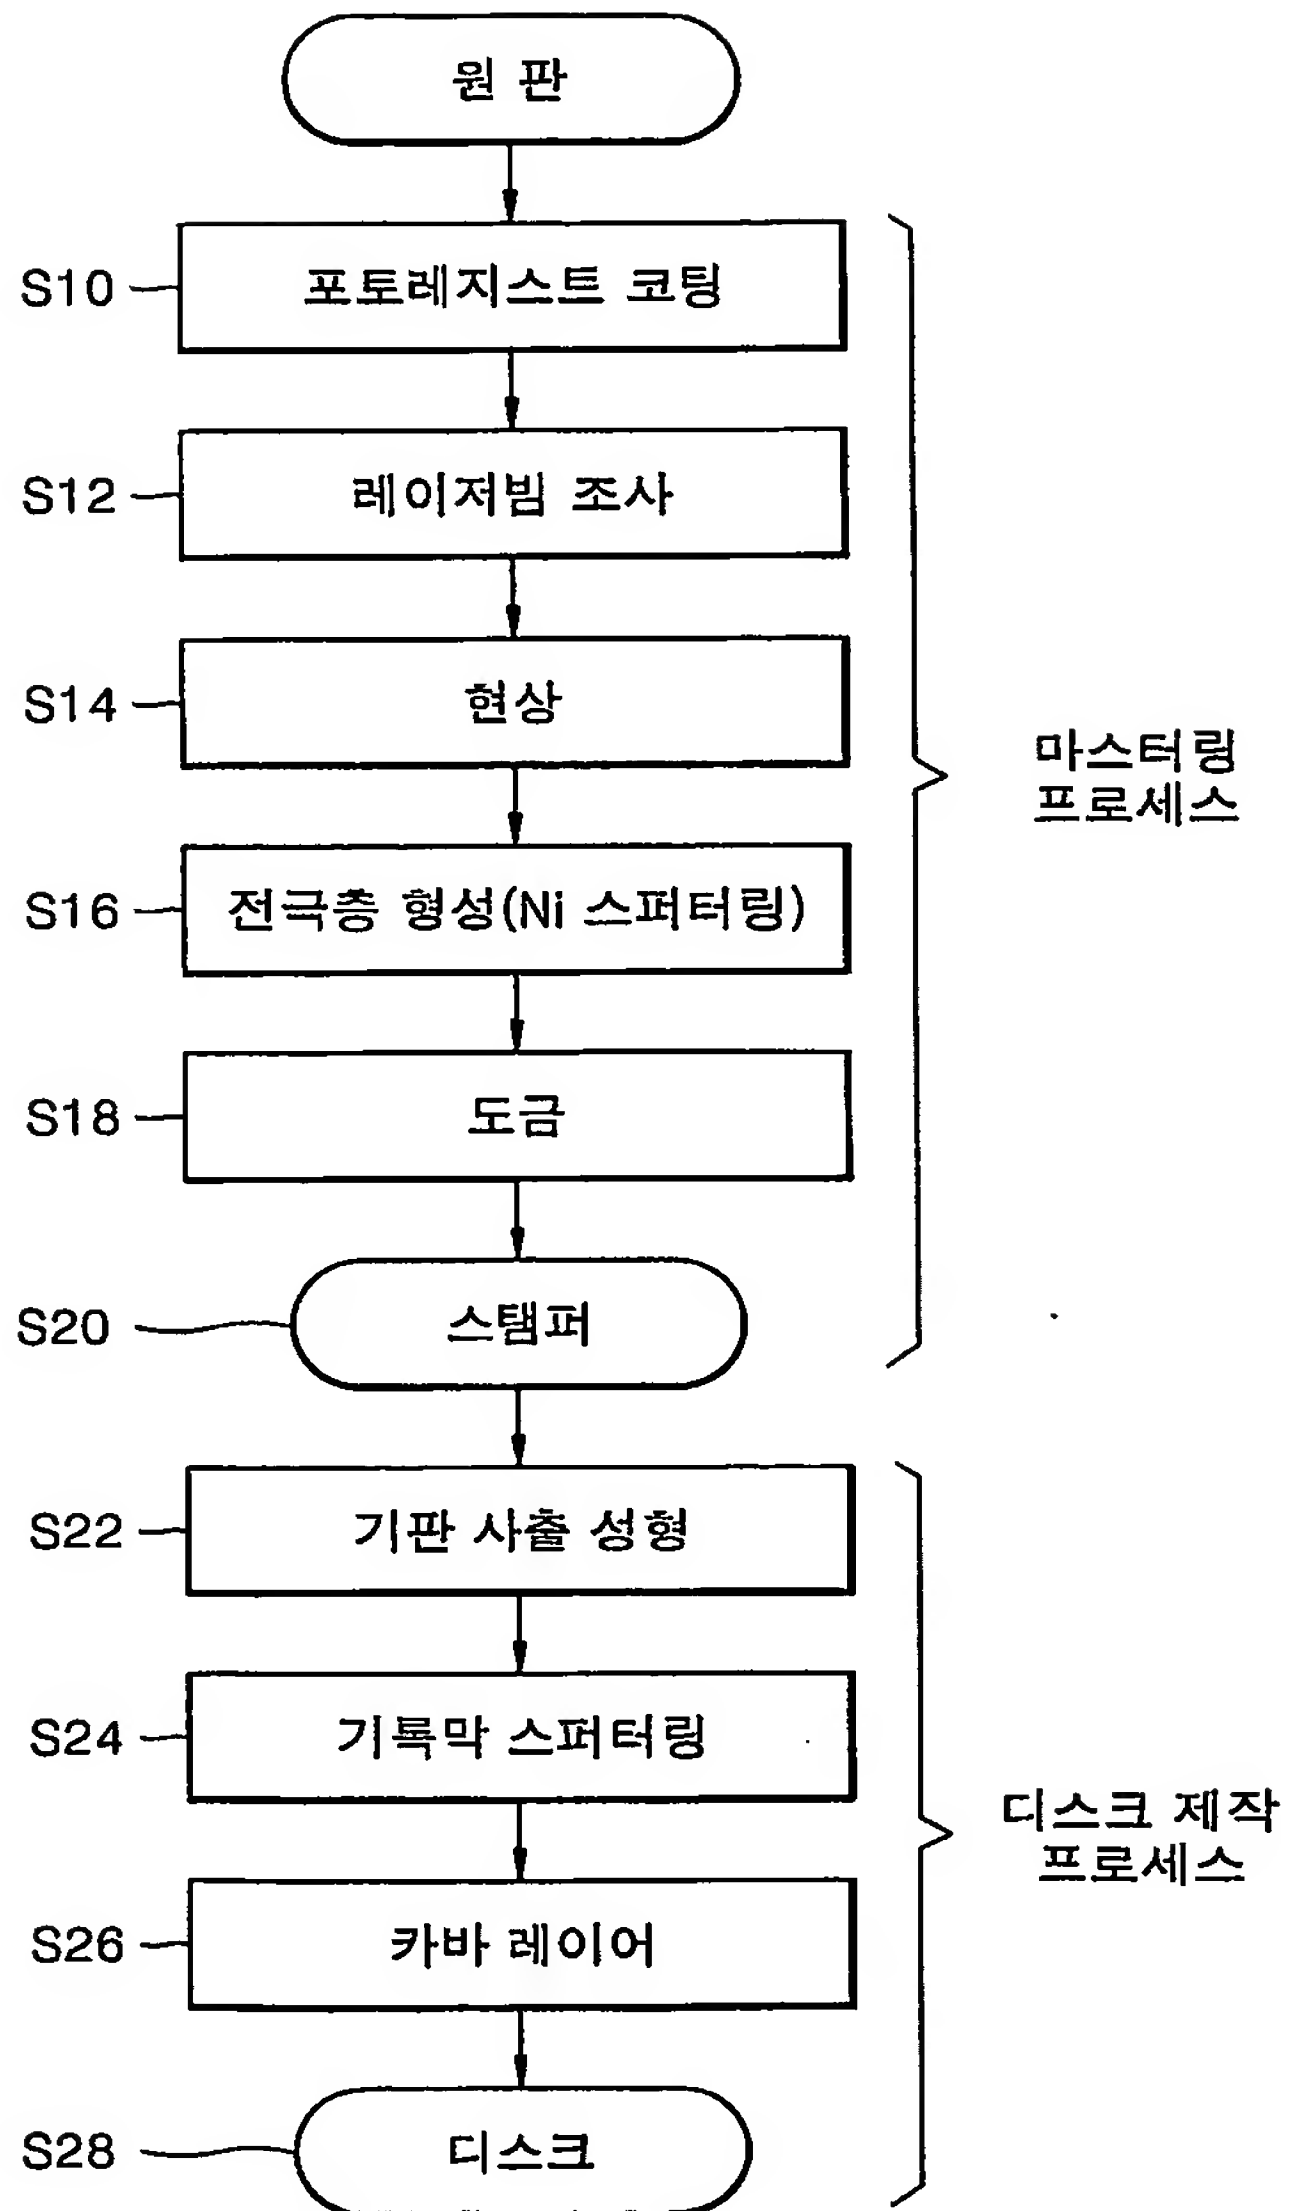 원 판
S10 포토레지스트 코팅
S12 레이저빔 조사
S14 현상
마스터링
프로세스
S16 전극층 형성(Ni 스퍼터링)
S18 도금
S20 스탬퍼
S22 기판 사출 성형
S24 기록막 스퍼터링
디스크 제작
프로세스
S26 카바 레이어
S28 디스크